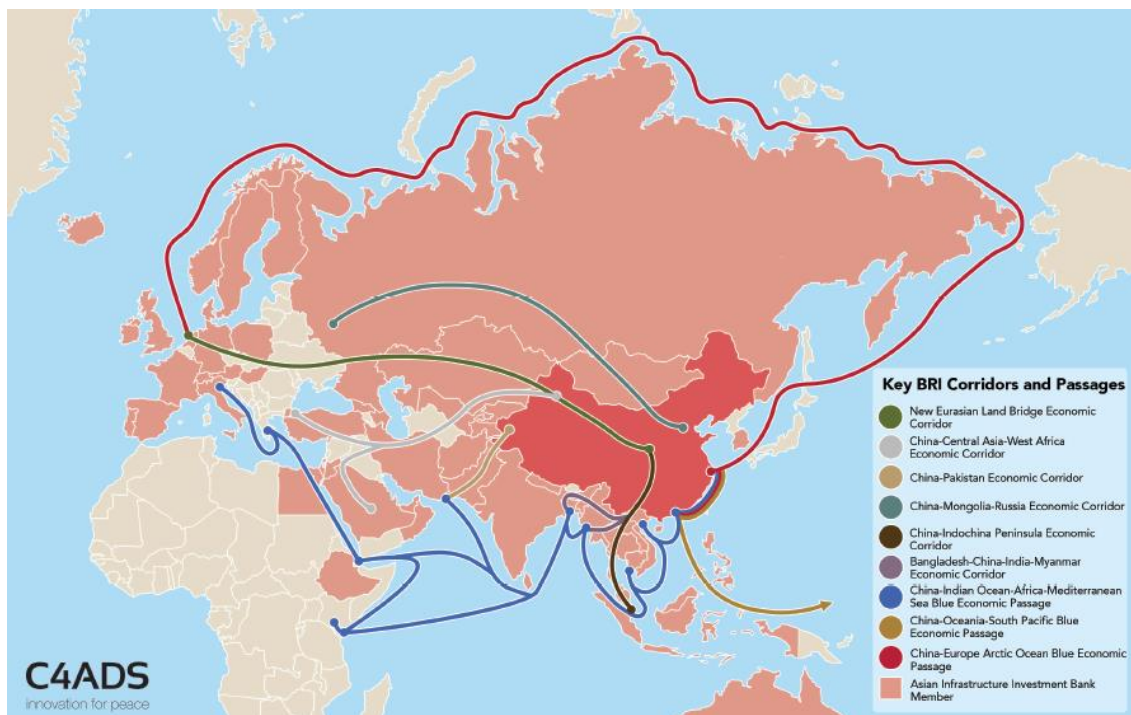 Key BRI Corridors and Passages
New Eurasian Land Bridge Economic
Corridor
China-Central Asia-West Africa
Economic Corridor
China-Pakistan Economic Corridor
China-Mongolia-Russia Economic Corridor
China-Indochina Peninsula Economic
Corridor
Bangladesh-China-India-Myanmar
Economic Corridor
China-Indian Ocean-Africa-Mediterranean
Sea Blue Economic Passage
China-Oceania-South Pacific Blue
Economic Passage
China-Europe Arctic Ocean Blue Economic
Passage
Asian Infrastructure Investment Bank
Member
C4ADS
innovation for peace